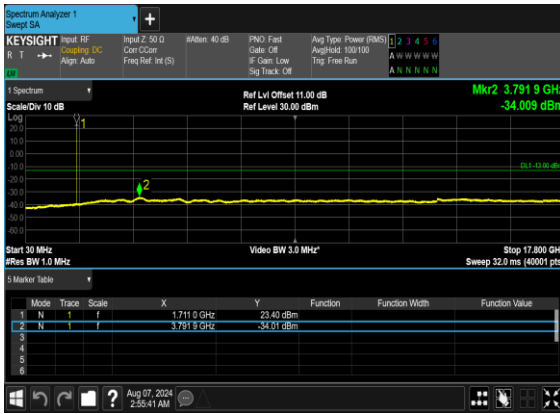 Spectrum Analyzer 1
Swept SA
+
KEYSIGHT
R T
LW
Input: RF
Coupling: DC
Align: Auto
Input Z: 50 Ω
Corr CCorr
Freq Ref: Int (S)
#Atten: 40 dB
PNO: Fast
Gate: Off
IF Gain: Low
Sig Track: Off
Avg Type: Power (RMS)
Avg|Hold: 100/100
Trig: Free Run
1 2 3 4 5 6
A W W W W W
A N N N N N
1 Spectrum
Scale/Div 10 dB
Ref Lvl Offset 11.00 dB
Ref Level 30.00 dBm
Mkr2 3.791 9 GHz
-34.009 dBm
Log
20.0
10.0
0.00
-10.0
-20.0
-30.0
-40.0
-50.0
-60.0
1
2
DL1 -13.00 dBm
Start 30 MHz
#Res BW 1.0 MHz
Video BW 3.0 MHz*
Stop 17.800 GHz
Sweep 32.0 ms (40001 pts)
5 Marker Table
Mode Trace Scale X Y Function Function Width Function Value
1 N 1 f 1.711 0 GHz 23.40 dBm
2 N 1 f 3.791 9 GHz -34.01 dBm
3
4
5
6
?
Aug 07, 2024
2:55:41 AM